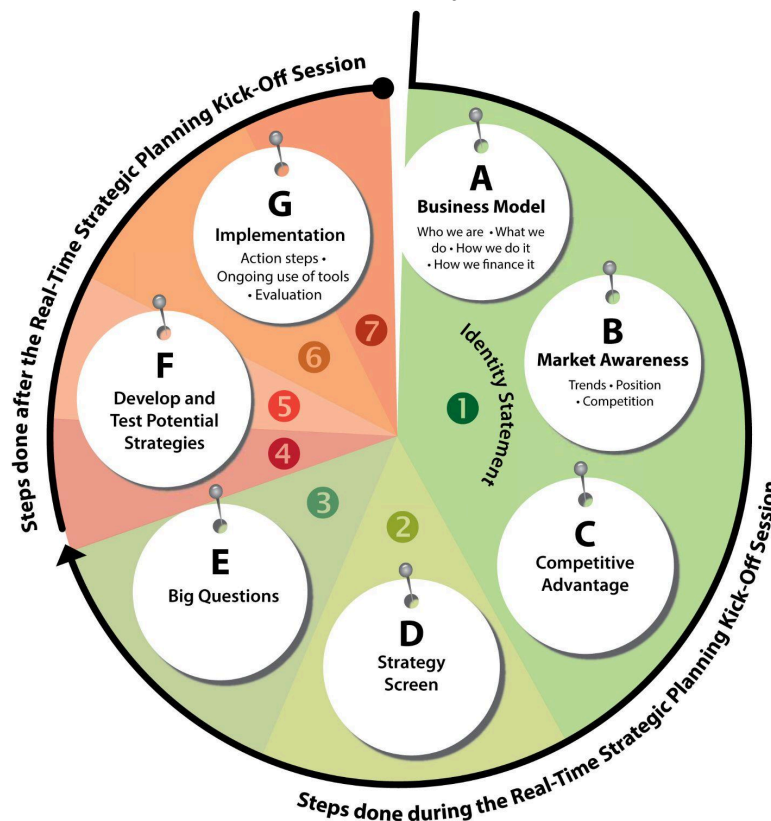 A
Business Model
Who we are • What we
do • How we do it
• How we finance it
B
Market Awareness
Trends • Position
• Competition
C
Competitive
Advantage
D
Strategy
Screen
E
Big Questions
F
Develop and
Test Potential
Strategies
G
Implementation
Action steps •
Ongoing use of tools
• Evaluation
1
Identity Statement
2
3
4
5
6
7
Steps done during the Real-Time Strategic Planning Kick-Off Session
Steps done after the Real-Time Strategic Planning Kick-Off Session